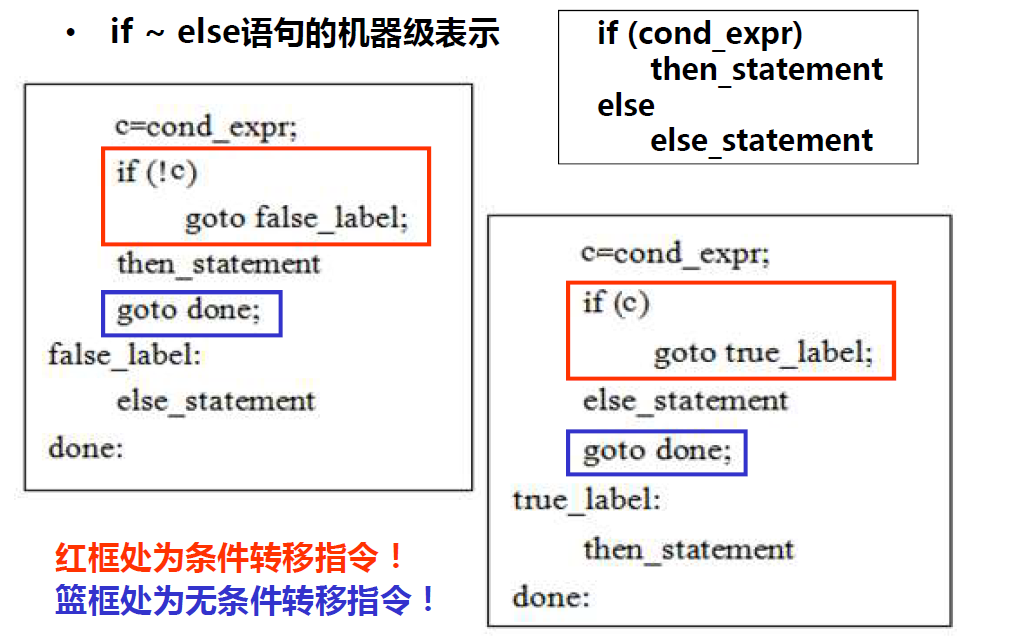 • if ~ else语句的机器级表示
if (cond_expr)
then_statement
else
else_statement
c=cond_expr;
if (!c)
goto false_label;
then_statement
goto done;
false_label:
else_statement
done:
c=cond_expr;
if (c)
goto true_label;
else_statement
goto done;
true_label:
then_statement
done:
红框处为条件转移指令！
篮框处为无条件转移指令！